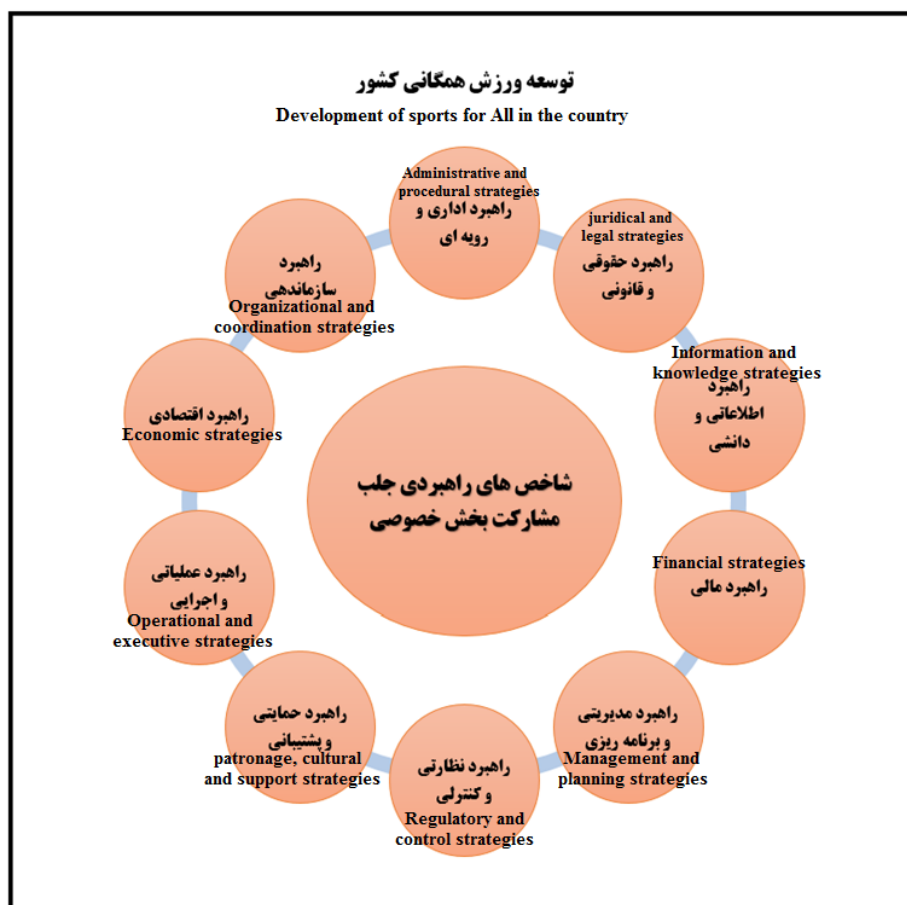 توسعه ورزش همگانی کشور
Development of sports for All in the country
Administrative and
procedural strategies
راهبرد اداری و
رویه ای
juridical and
legal strategies
راهبرد حقوقی
و قانونی
Information and
knowledge strategies
راهبرد
اطلاعاتی و
دانشی
Financial strategies
راهبرد مالی
راهبرد مدیریتی
و برنامه ریزی
Management and
planning strategies
راهبرد نظارتی
و کنترلی
Regulatory and
control strategies
راهبرد حمایتی
و پشتیبانی
patronage, cultural
and support strategies
راهبرد عملیاتی
و اجرایی
Operational and
executive strategies
راهبرد اقتصادی
Economic strategies
راهبرد
سازماندهی
Organizational and
coordination strategies
شاخص های راهبردی جلب
مشارکت بخش خصوصی